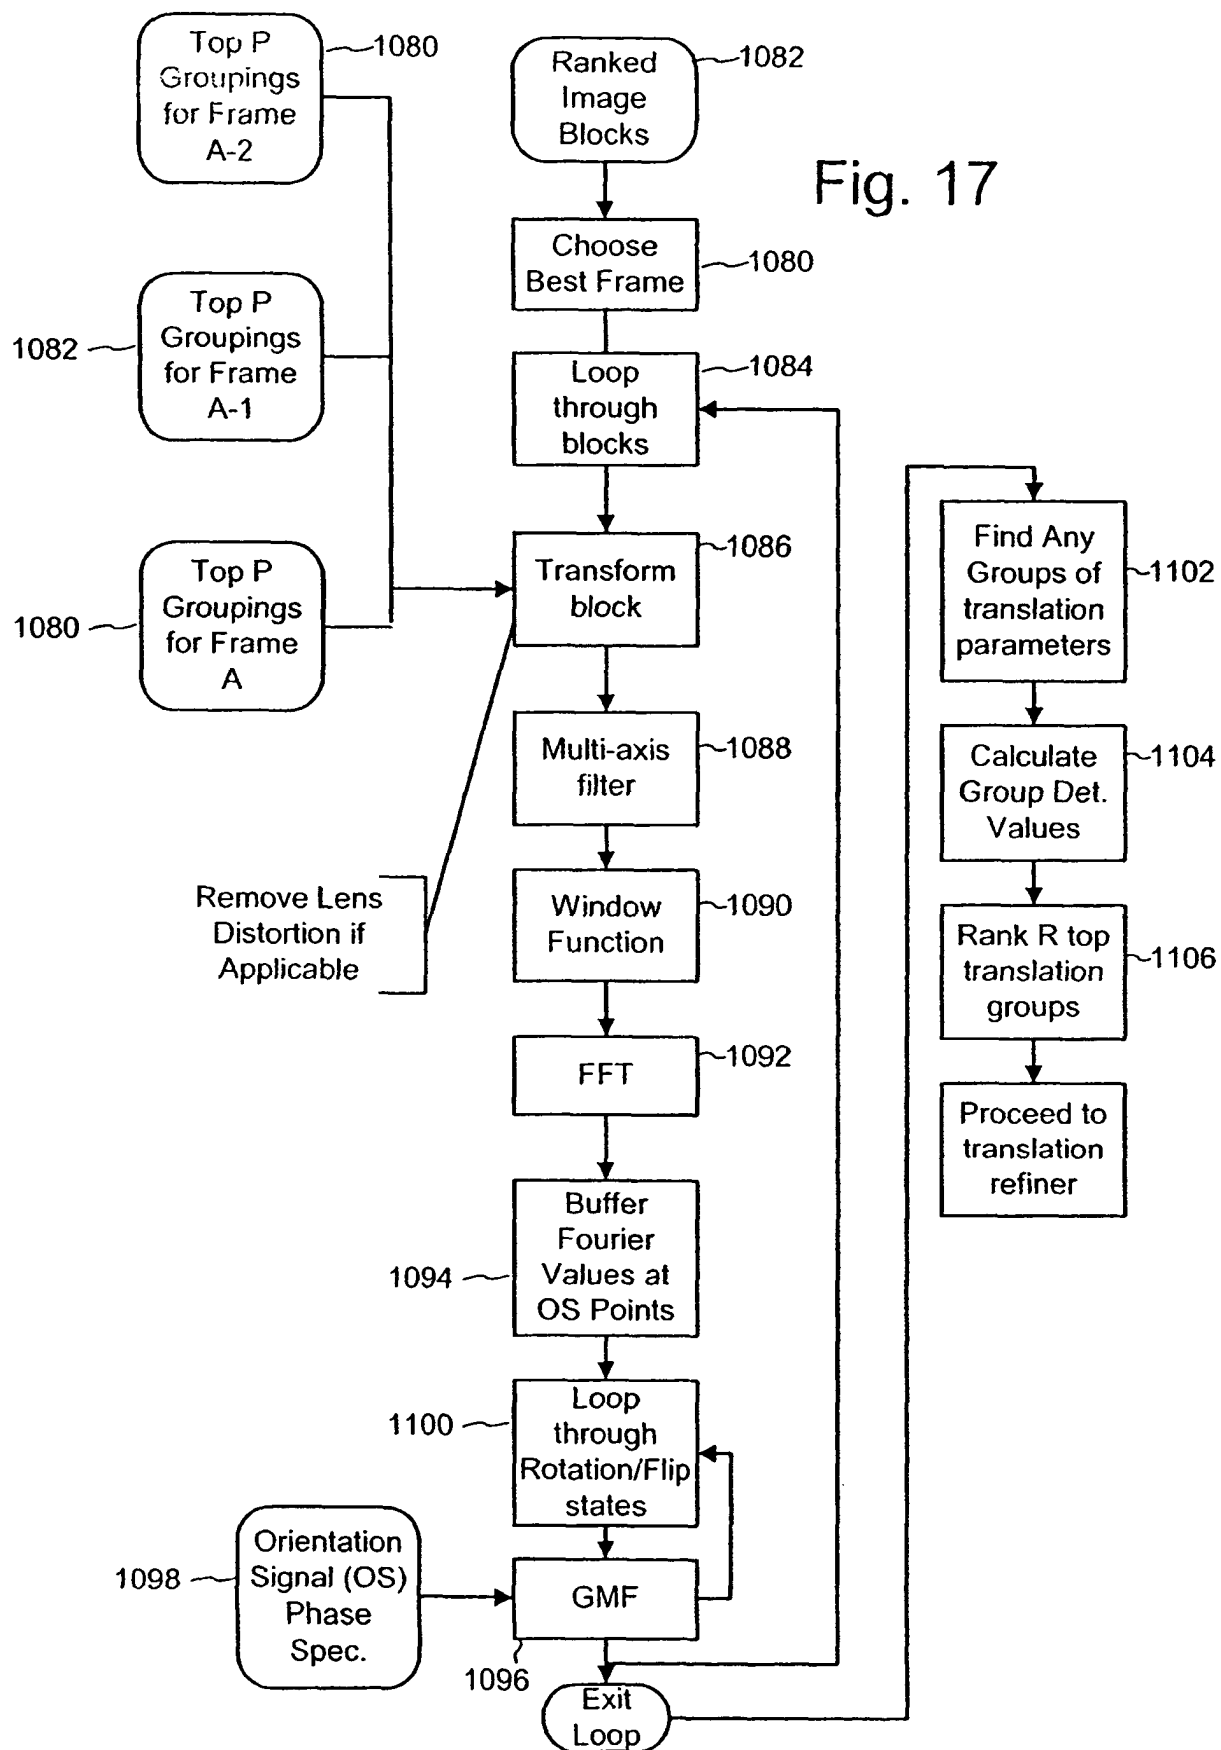 Top P
Groupings
for Frame
A-2
1080
Ranked
Image
Blocks
1082
Fig. 17
Choose
Best Frame
1080
Top P
Groupings
for Frame
A-1
1082
Loop
through
blocks
1084
Top P
Groupings
for Frame
A
1080
Transform
block
1086
Find Any
Groups of
translation
parameters
1102
Multi-axis
filter
1088
Calculate
Group Det.
Values
1104
Remove Lens
Distortion if
Applicable
Window
Function
1090
Rank R top
translation
groups
1106
FFT
1092
Proceed to
translation
refiner
Buffer
Fourier
Values at
OS Points
1094
Loop
through
Rotation/Flip
states
1100
Orientation
Signal (OS)
Phase
Spec.
1098
GMF
1096
Exit
Loop